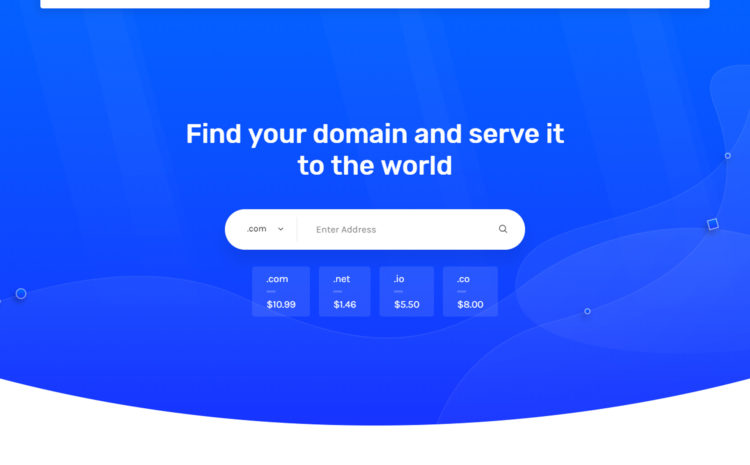 Find your domain and serve it
to the world
.com
Enter Address
.com
.net
.io
.co
$10.99
$1.46
$5.50
$8.00